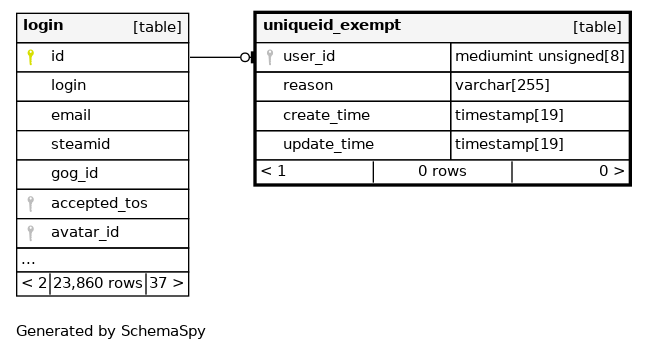 login [table]
id
login
email
steamid
gog_id
accepted_tos
avatar_id
...
< 2 23,860 rows 37 >
uniqueid_exempt [table]
user_id mediumint unsigned[8]
reason varchar[255]
create_time timestamp[19]
update_time timestamp[19]
< 1 0 rows 0 >
Generated by SchemaSpy